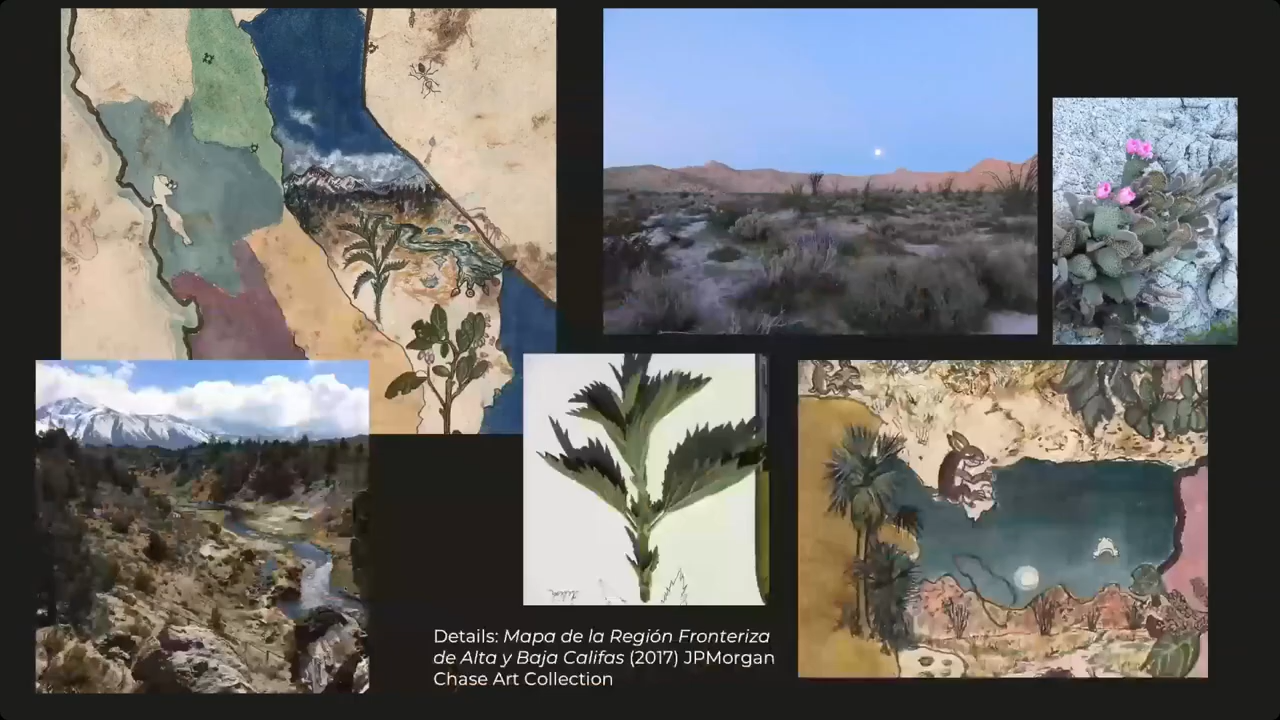 Details: Mapa de la Región Fronteriza
de Alta y Baja Califas (2017) JPMorgan
Chase Art Collection